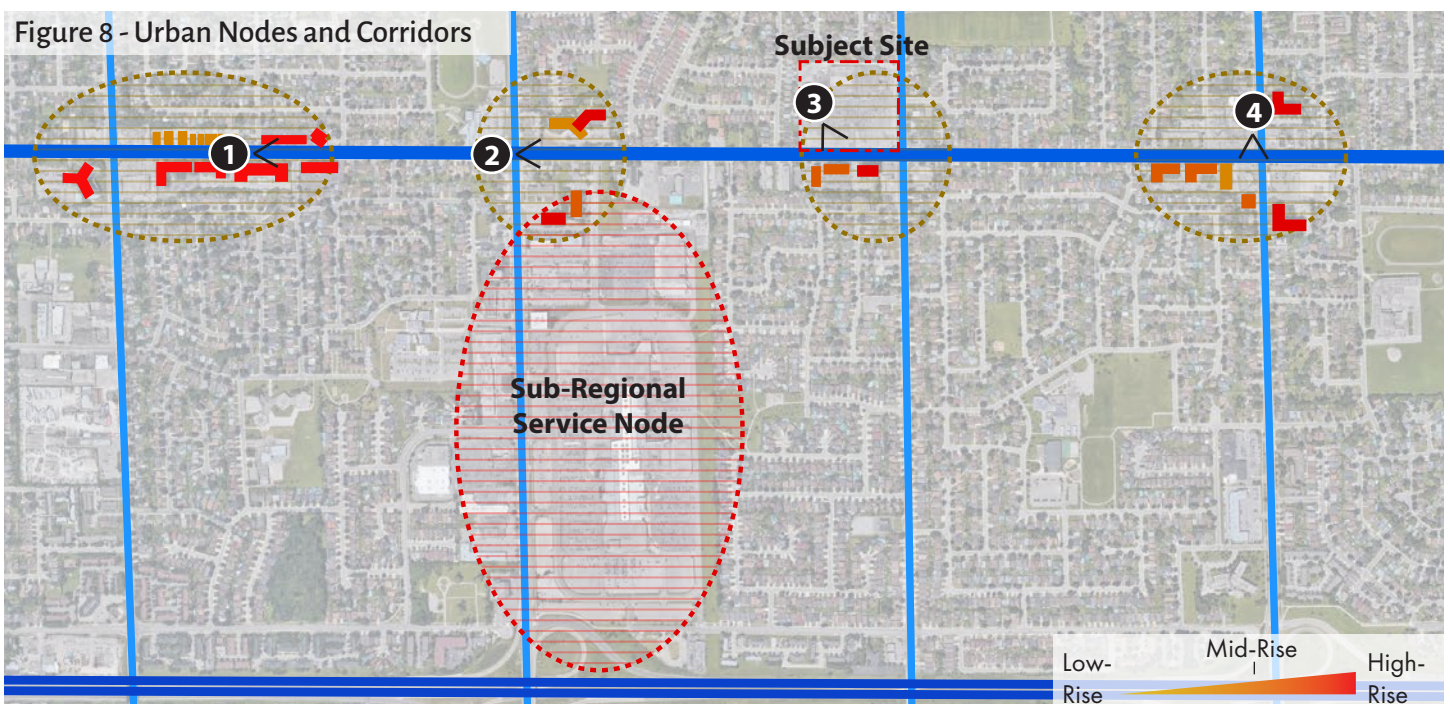 Figure 8 - Urban Nodes and Corridors
Subject Site
1
2
3
4
Sub-Regional
Service Node
Low-
Rise
Mid-Rise
High-
Rise